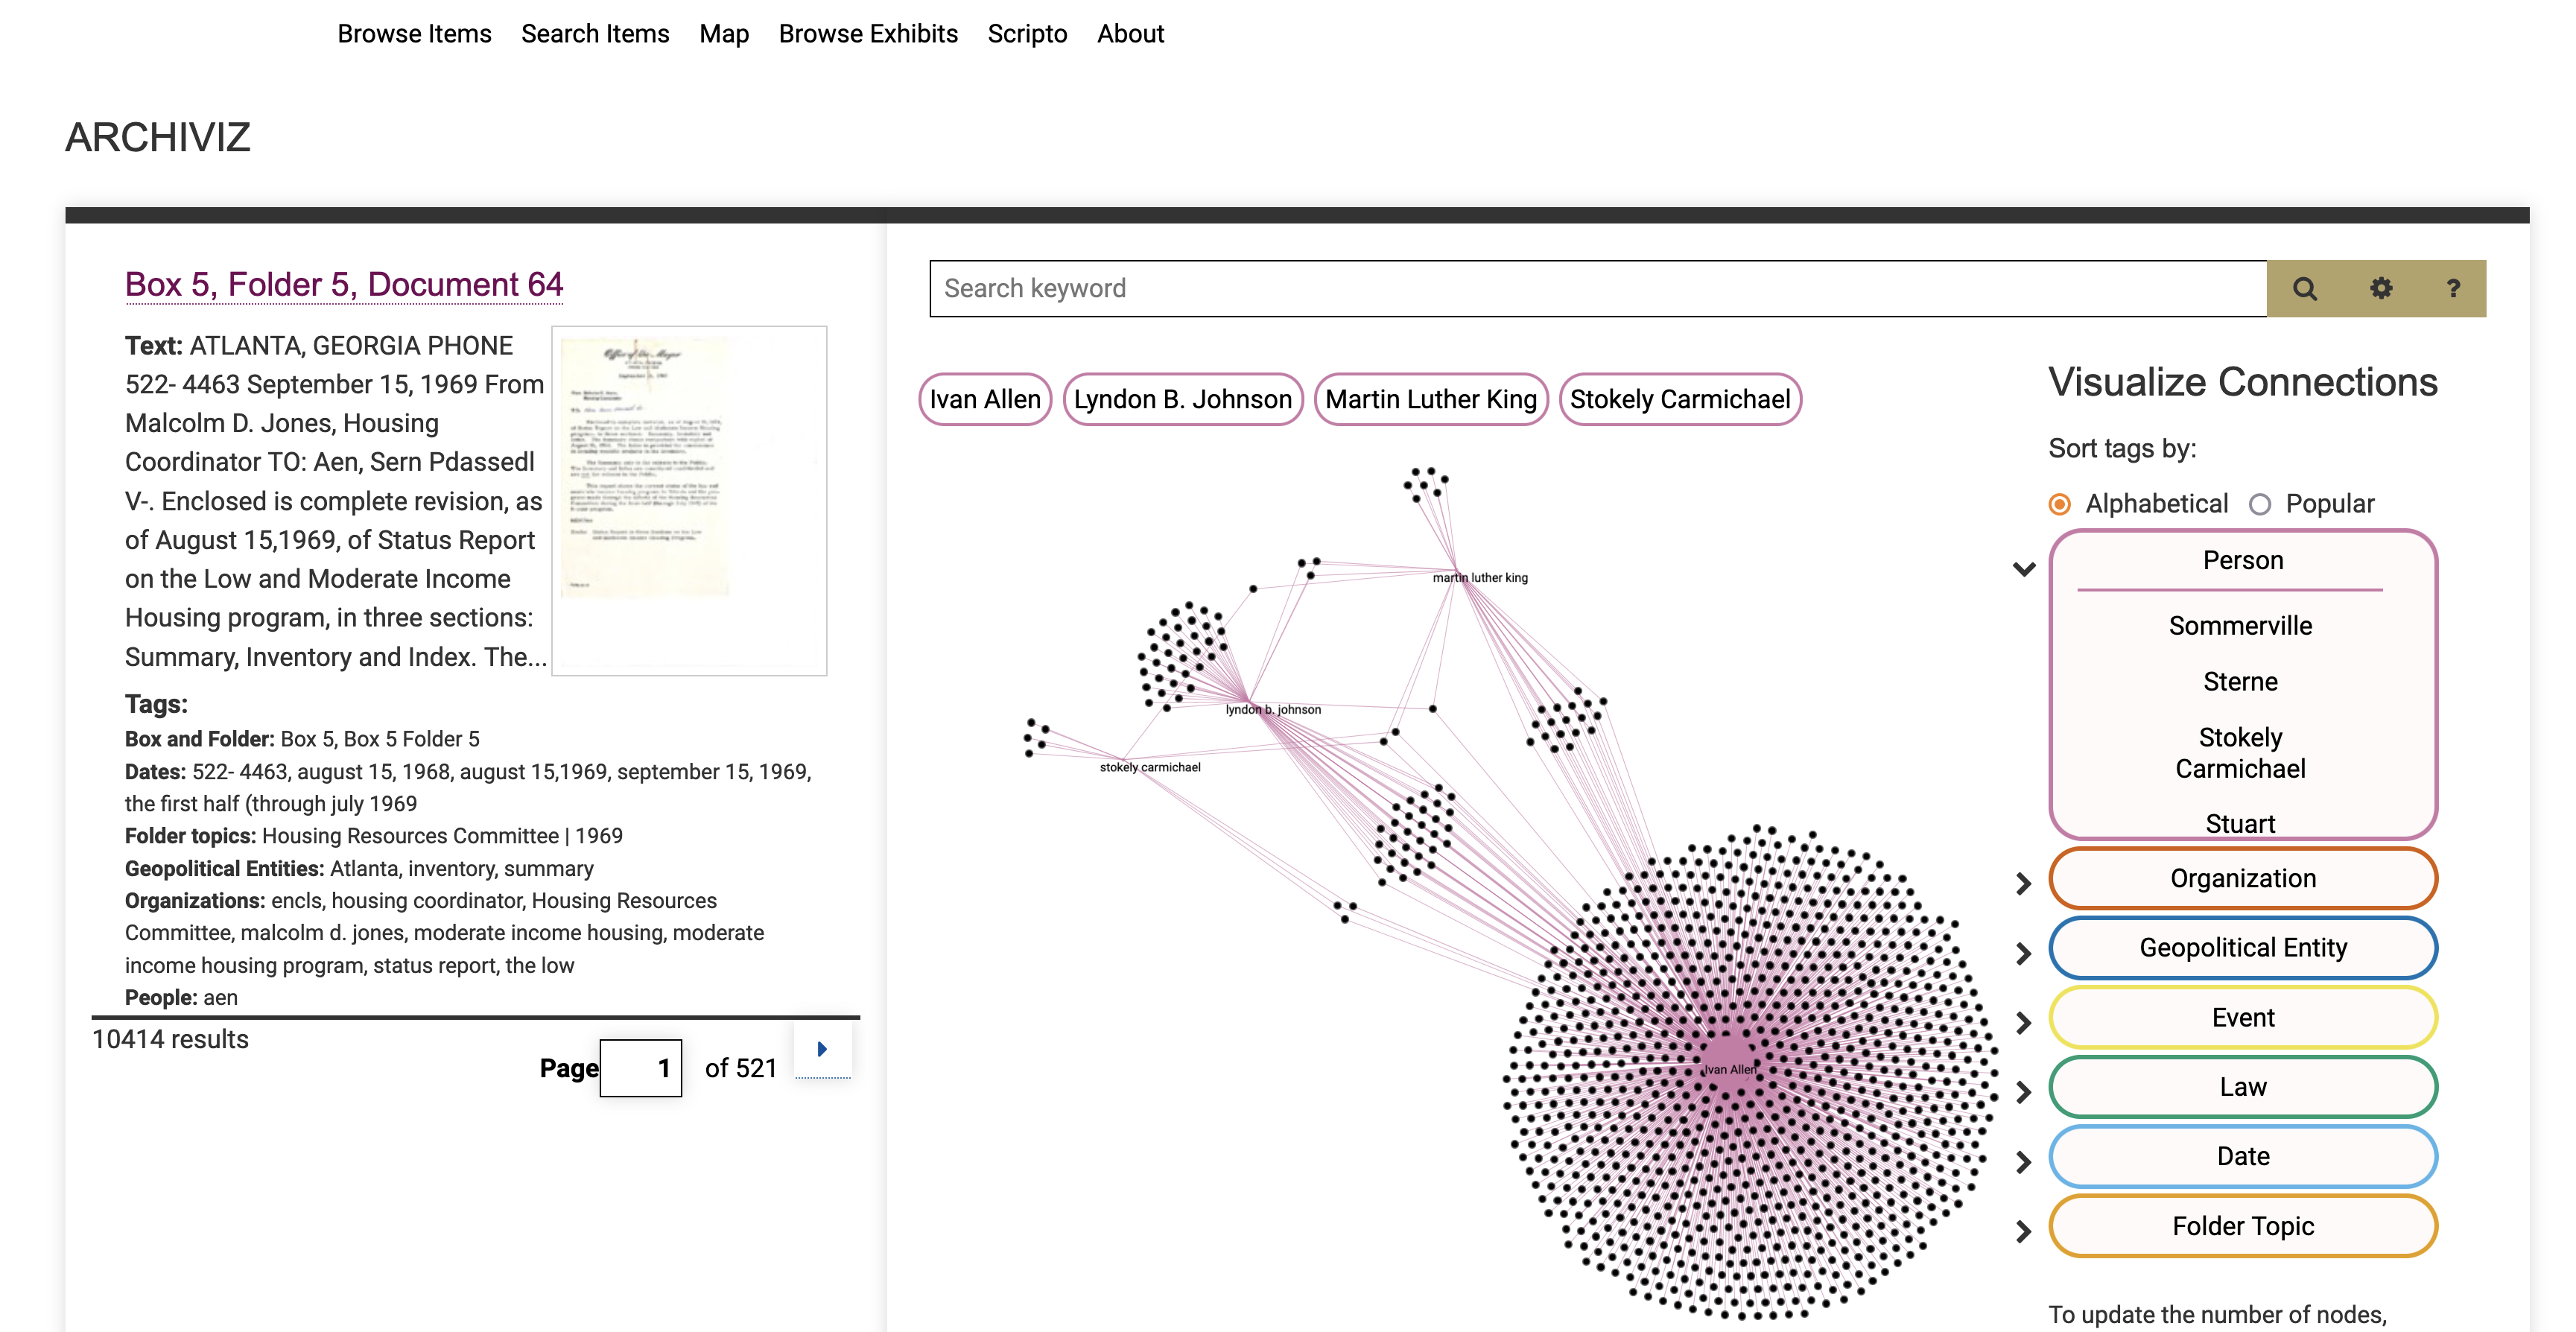 Browse Items Search Items Map Browse Exhibits Scripto About
ARCHIVIZ
Box 5, Folder 5, Document 64
Text: ATLANTA, GEORGIA PHONE
522- 4463 September 15, 1969 From
Malcolm D. Jones, Housing
Coordinator TO: Aen, Sern Pdassedl
V-. Enclosed is complete revision, as
of August 15,1969, of Status Report
on the Low and Moderate Income
Housing program, in three sections:
Summary, Inventory and Index. The...
Office of the Mayor
Tags:
Box and Folder: Box 5, Box 5 Folder 5
Dates: 522- 4463, august 15, 1968, august 15,1969, september 15, 1969,
the first half (through july 1969
Folder topics: Housing Resources Committee | 1969
Geopolitical Entities: Atlanta, inventory, summary
Organizations: encls, housing coordinator, Housing Resources
Committee, malcolm d. jones, moderate income housing, moderate
income housing program, status report, the low
People: aen
10414 results
Page 1 of 521
Search keyword
?
Ivan Allen Lyndon B. Johnson Martin Luther King Stokely Carmichael
martin luther king
lyndon b. johnson
stokely carmichael
Ivan Allen
Visualize Connections
Sort tags by:
Alphabetical Popular
Person
Sommerville
Sterne
Stokely
Carmichael
Stuart
Organization
Geopolitical Entity
Event
Law
Date
Folder Topic
To update the number of nodes,